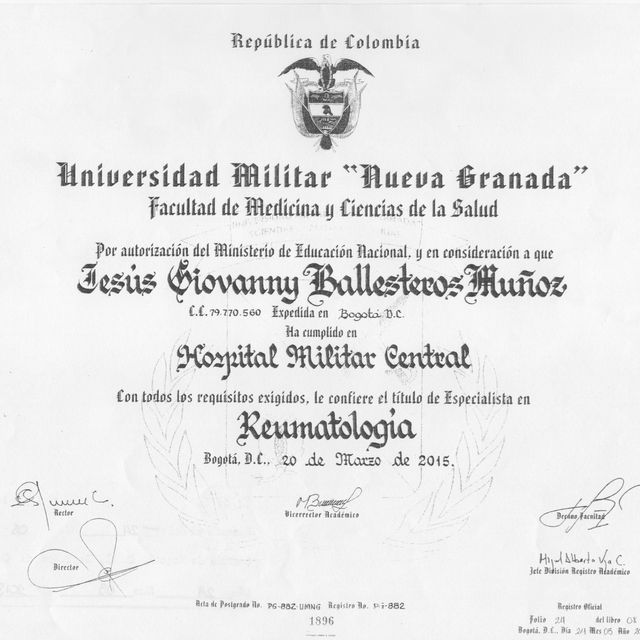 República de Colombia
Universidad Militar "Nueva Granada"
Facultad de Medicina y Ciencias de la Salud
Por autorización del Ministerio de Educación Nacional, y en consideración a que
Jesús Giovanny Ballesteros Muñoz
C.C. 79.770.560 Expedida en Bogotá D.C.
Ha cumplido en
Hospital Militar Central
Con todos los requisitos exigidos, le confiere el título de Especialista en
Reumatología
Bogotá, D.C., 20 de Marzo de 2015.
Rector
Vicerrector Académico
Decano Facultad
Director
Jefe División Registro Académico
Acta de Postgrado No. PG-882-UMNG Registro No.
1896
Registro Oficial
Folio 211 del libro
Bogotá, D.C., Día Mes 05 Año